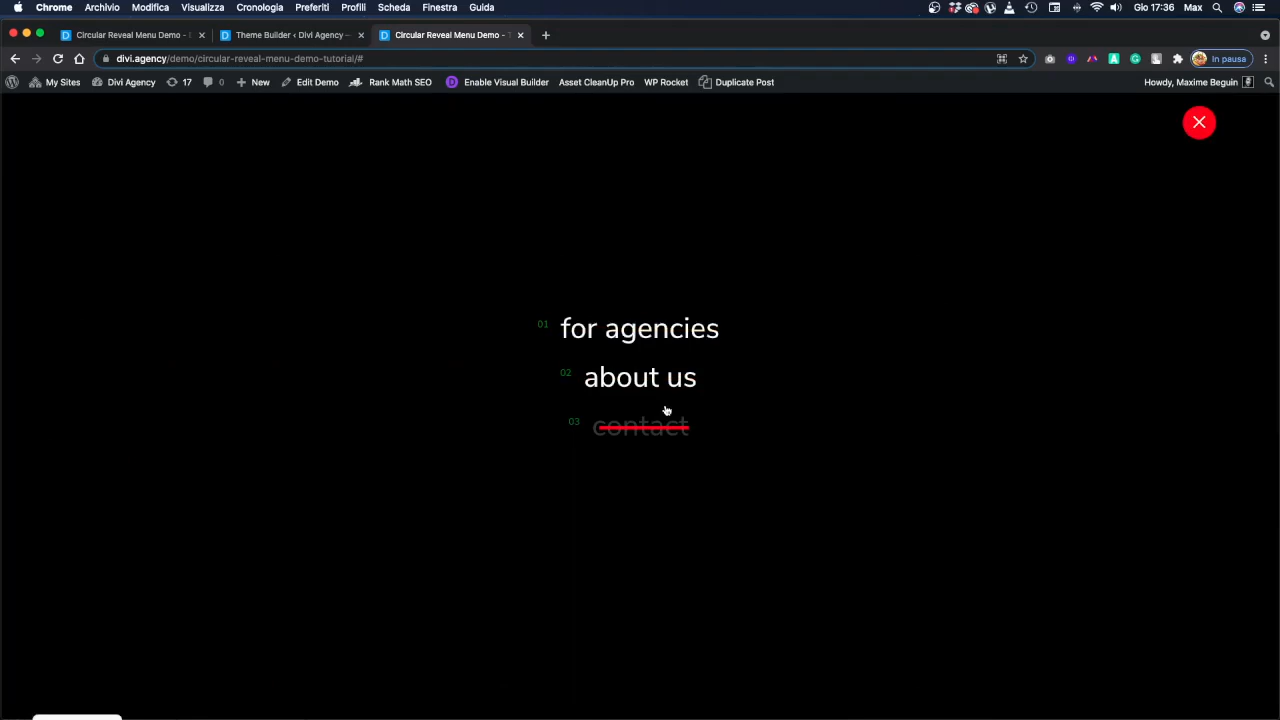 Chrome Archivio Modifica Visualizza Cronologia Preferiti Profili Scheda Finestra Guida Gio 17:36 Max
Circular Reveal Menu Demo - Theme Builder ‹ Divi Agency — Circular Reveal Menu Demo -
divi.agency/demo/circular-reveal-menu-demo-tutorial/# In pausa
My Sites Divi Agency 17 0 New Edit Demo Rank Math SEO Enable Visual Builder Asset CleanUp Pro WP Rocket Duplicate Post Howdy, Maxime Beguin
01 for agencies
02 about us
03 contact